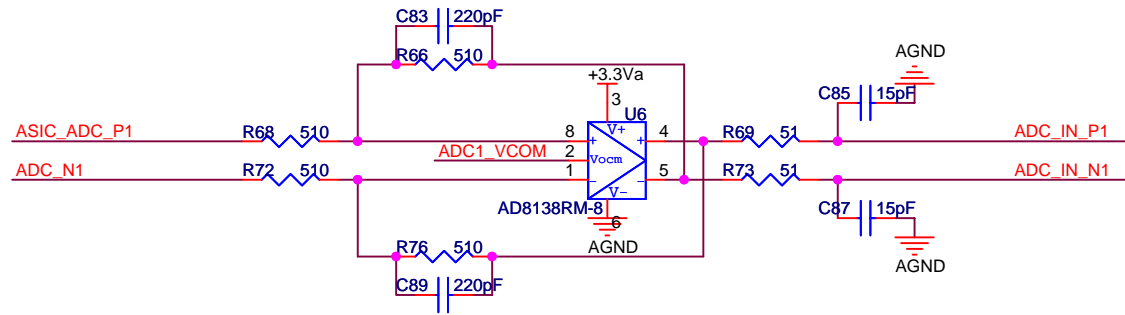 C83 220pF
R66 510
AGND
+3.3Va
3
U6
C85 15pF
ASIC_ADC_P1
R68 510
8
+
V+
+
4
R69 51
ADC_IN_P1
ADC1_VCOM
2
Vocm
ADC_N1
R72 510
1
-
V-
-
5
R73 51
ADC_IN_N1
AD8138RM-8
6
C87 15pF
R76 510
AGND
AGND
C89 220pF